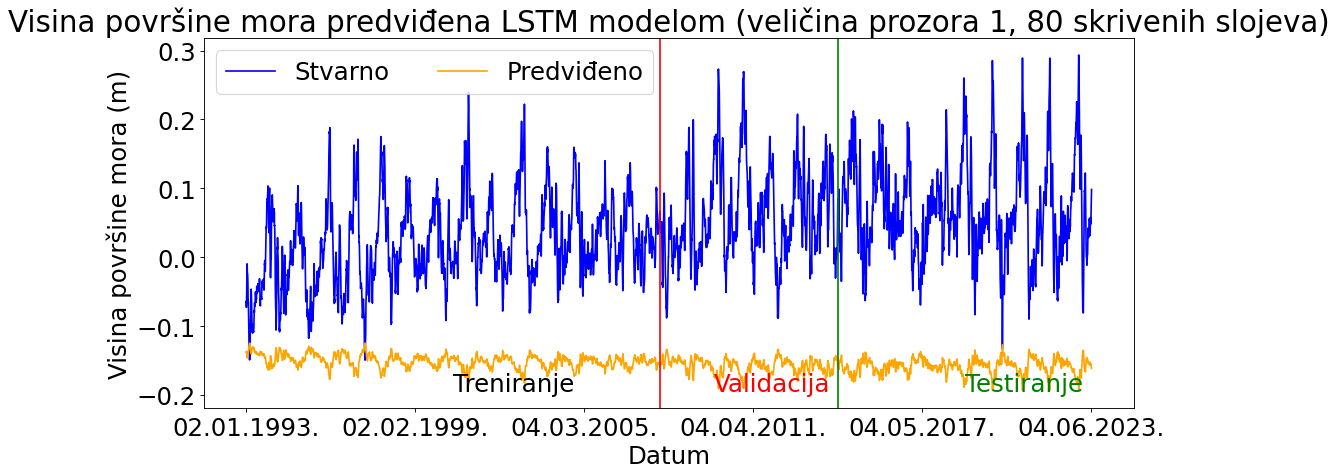 Visina površine mora predviđena LSTM modelom (veličina prozora 1, 80 skrivenih slojeva)
Stvarno
Predviđeno
Visina površine mora (m)
0.3
0.2
0.1
0.0
−0.1
−0.2
Treniranje
Validacija
Testiranje
02.01.1993.
02.02.1999.
04.03.2005.
04.04.2011.
04.05.2017.
04.06.2023.
Datum